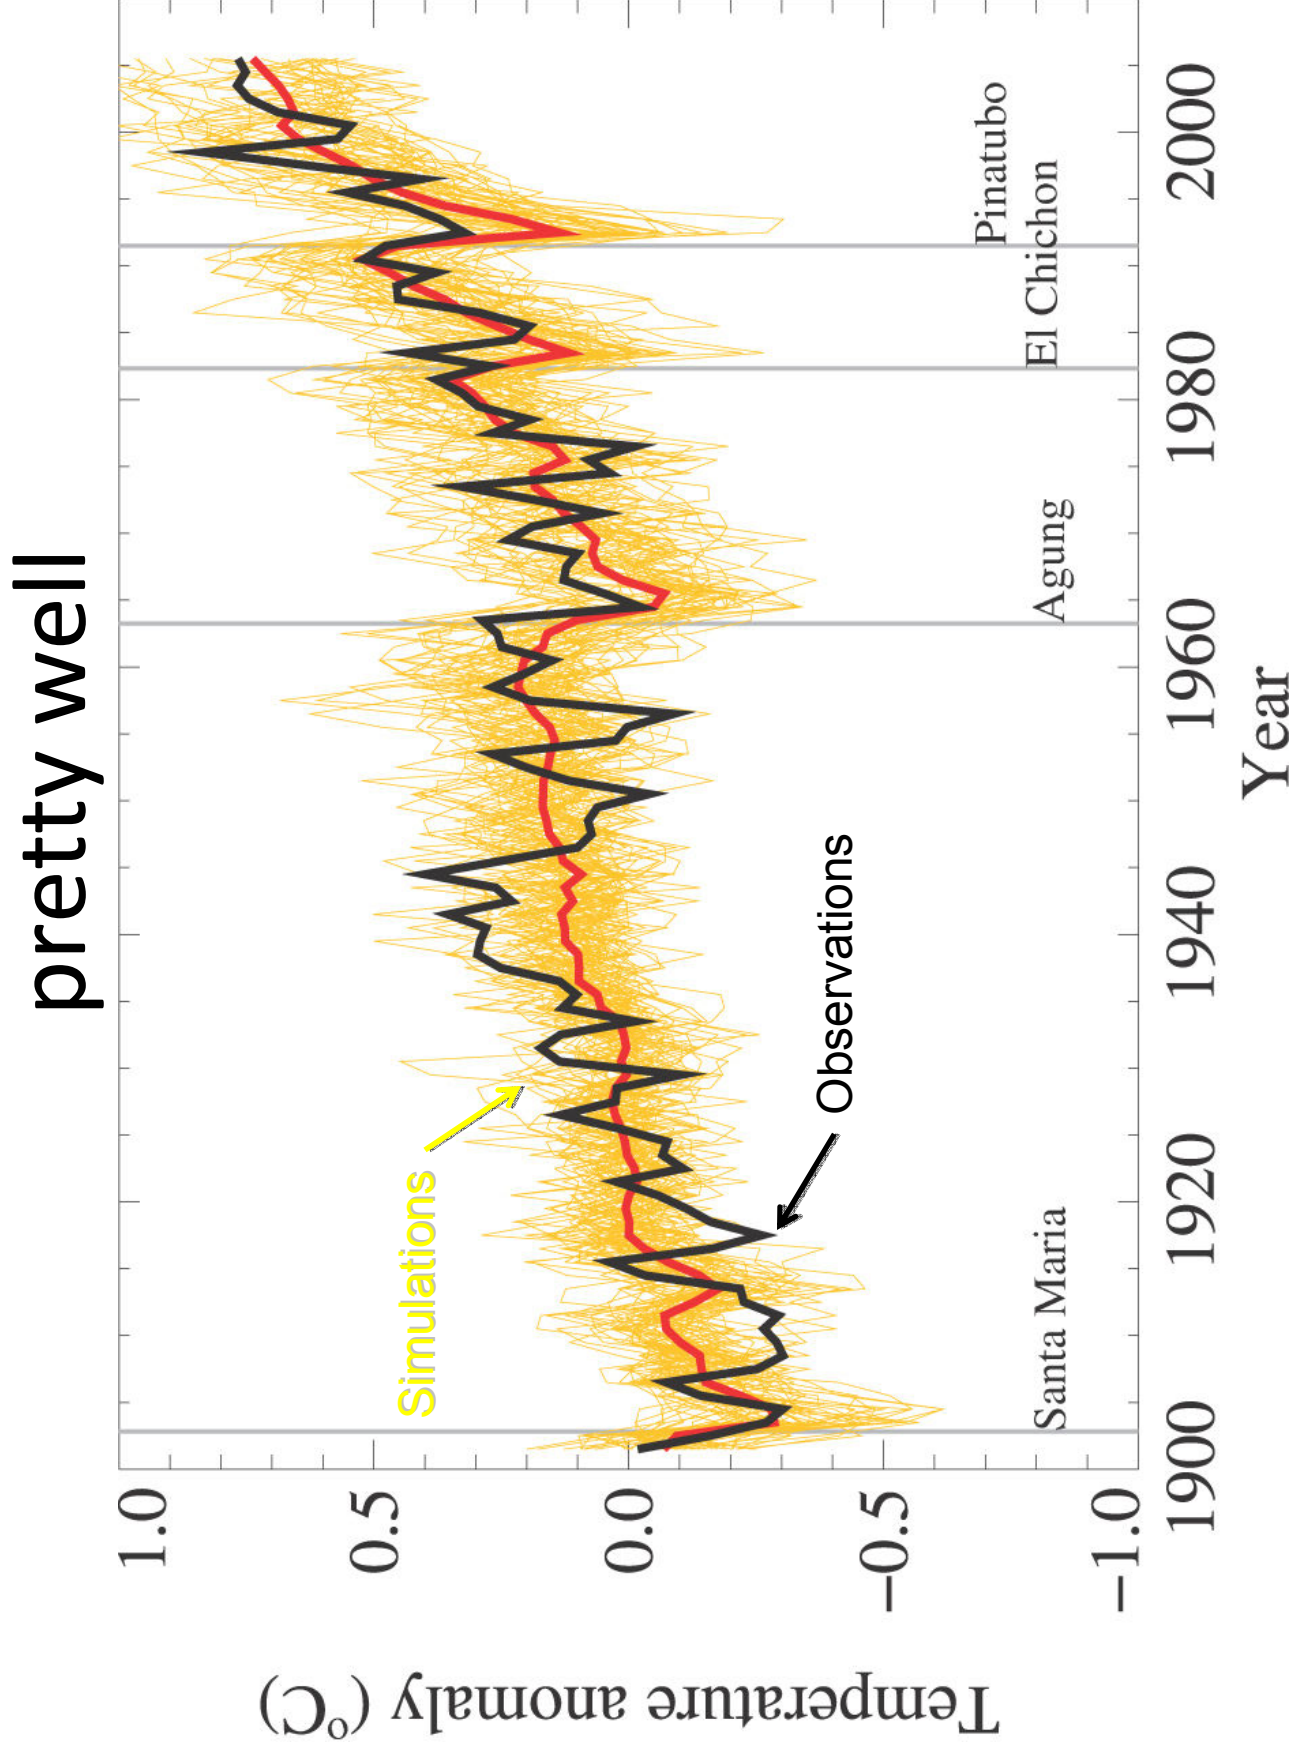 pretty well
1.0
0.5
0.0
−0.5
−1.0
Temperature anomaly (°C)
Simulations
Observations
Santa Maria
Agung
El Chichon
Pinatubo
1900
1920
1940
1960
1980
2000
Year